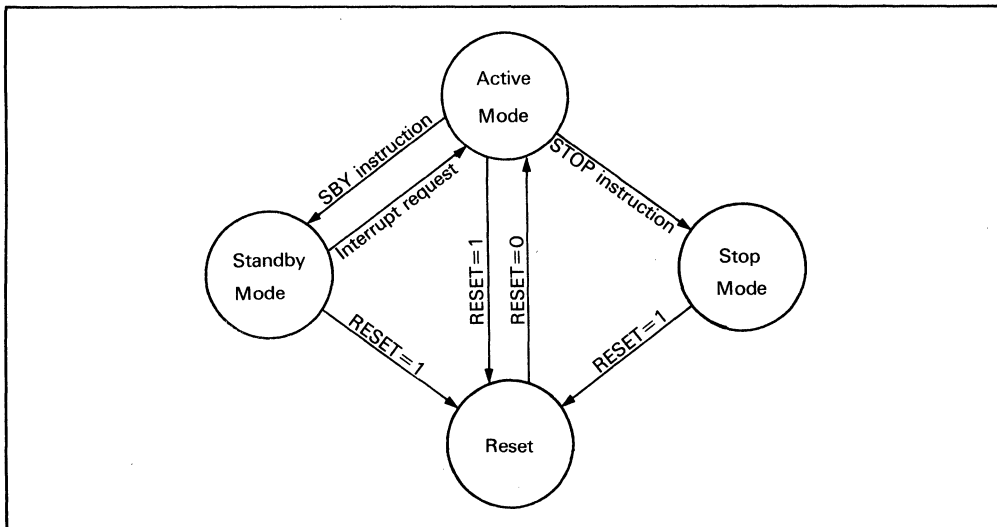 Active
Mode
SBY instruction
Interrupt request
STOP instruction
Standby
Mode
RESET=1
RESET=0
Stop
Mode
RESET=1
RESET=1
Reset